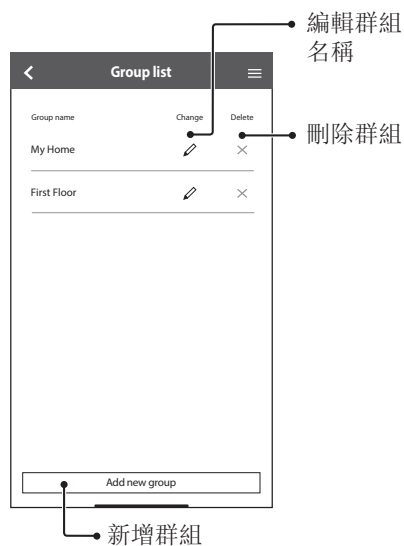 編輯群組
名稱
Group list
Group name Change Delete
刪除群組
My Home
First Floor
Add new group
新增群組